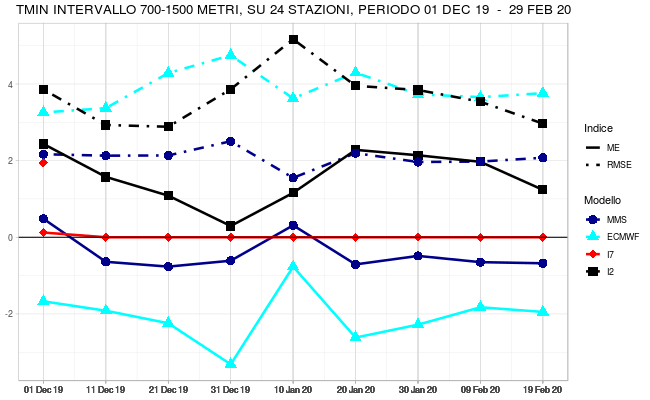 TMIN INTERVALLO 700-1500 METRI, SU 24 STAZIONI, PERIODO 01 DEC 19 - 29 FEB 20
4
2
0
-2
01 Dec 19 11 Dec 19 21 Dec 19 31 Dec 19 10 Jan 20 20 Jan 20 30 Jan 20 09 Feb 20 19 Feb 20
Indice
ME
RMSE
Modello
MMS
ECMWF
I7
I2